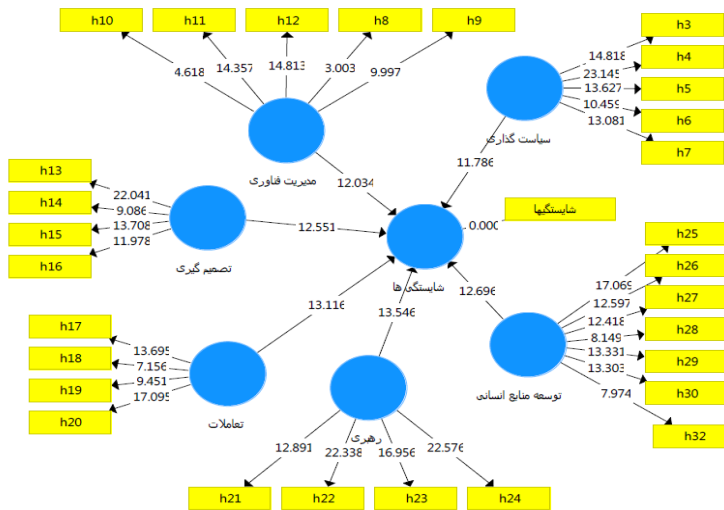 h10
h11
h12
h8
h9
4.618
14.357
14.813
3.003
9.997
مدیریت فناوری
12.034
h3
h4
h5
h6
h7
14.818
23.145
13.627
10.459
13.081
سیاست گذاری
11.786
h13
h14
h15
h16
22.041
9.086
13.708
11.978
تصمیم گیری
12.551
شایستگی ها
0.000
شایستگیها
h25
h26
h27
h28
h29
h30
h32
17.069
12.597
12.418
8.149
13.331
13.303
7.974
توسعه منابع انسانی
12.696
h17
h18
h19
h20
13.695
7.156
9.451
17.095
تعاملات
13.116
13.546
رهبری
12.891
22.338
16.956
22.576
h21
h22
h23
h24